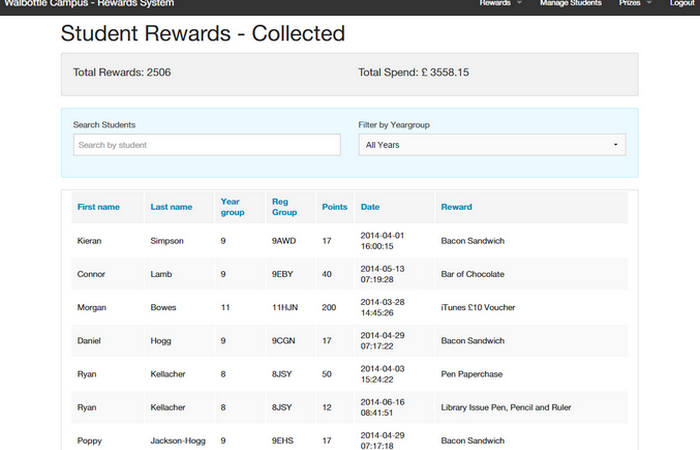 Walbottle Campus - Rewards System Rewards Manage Students Prizes Logout
Student Rewards - Collected
Total Rewards: 2506 Total Spend: £ 3558.15
Search Students Filter by Yeargroup
Search by student All Years
First name Last name Year group Reg Group Points Date Reward
Kieran Simpson 9 9AWD 17 2014-04-01 16:00:15 Bacon Sandwich
Connor Lamb 9 9EBY 40 2014-05-13 07:19:28 Bar of Chocolate
Morgan Bowes 11 11HJN 200 2014-03-28 14:45:26 iTunes £10 Voucher
Daniel Hogg 9 9CGN 17 2014-04-29 07:17:22 Bacon Sandwich
Ryan Kellacher 8 8JSY 50 2014-04-03 15:24:22 Pen Paperchase
Ryan Kellacher 8 8JSY 12 2014-06-16 08:41:51 Library Issue Pen, Pencil and Ruler
Poppy Jackson-Hogg 9 9EHS 17 2014-04-29 07:17:18 Bacon Sandwich